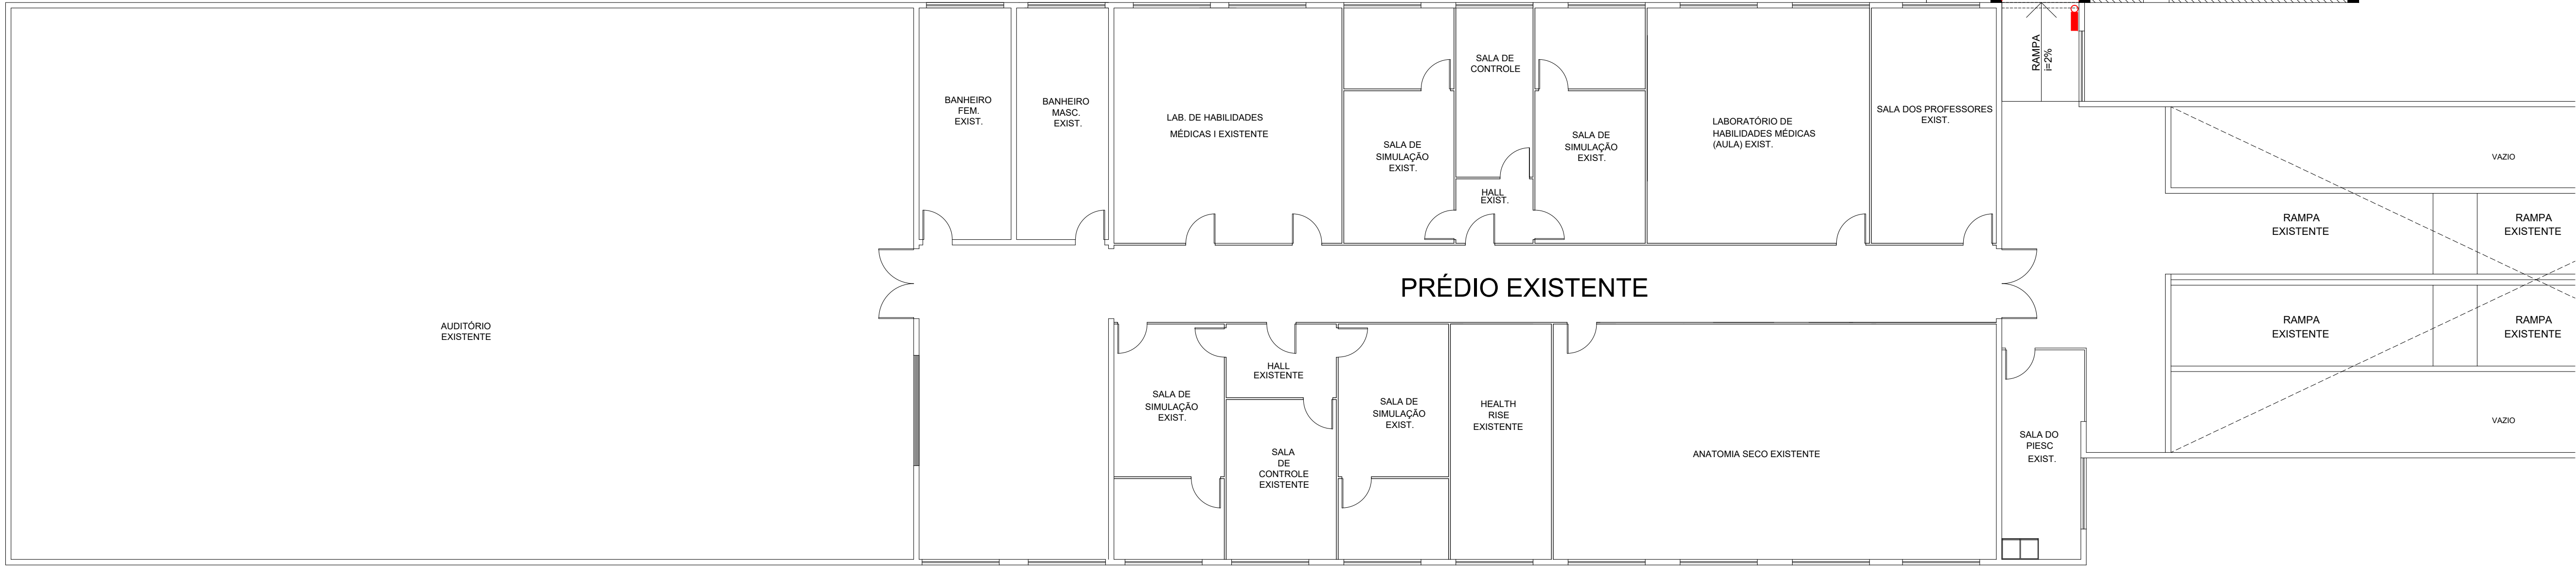 AUDITÓRIO
EXISTENTE
BANHEIRO
FEM.
EXIST.
BANHEIRO
MASC.
EXIST.
LAB. DE HABILIDADES
MÉDICAS I EXISTENTE
SALA DE
SIMULAÇÃO
EXIST.
SALA DE
CONTROLE
HALL
EXIST.
SALA DE
SIMULAÇÃO
EXIST.
LABORATÓRIO DE
HABILIDADES MÉDICAS
(AULA) EXIST.
SALA DOS PROFESSORES
EXIST.
RAMPA
i=2%
PRÉDIO EXISTENTE
SALA DE
SIMULAÇÃO
EXIST.
HALL
EXISTENTE
SALA
DE
CONTROLE
EXISTENTE
SALA DE
SIMULAÇÃO
EXIST.
HEALTH
RISE
EXISTENTE
ANATOMIA SECO EXISTENTE
SALA DO
PIESC
EXIST.
VAZIO
RAMPA
EXISTENTE
RAMPA
EXISTENTE
RAMPA
EXISTENTE
RAMPA
EXISTENTE
VAZIO